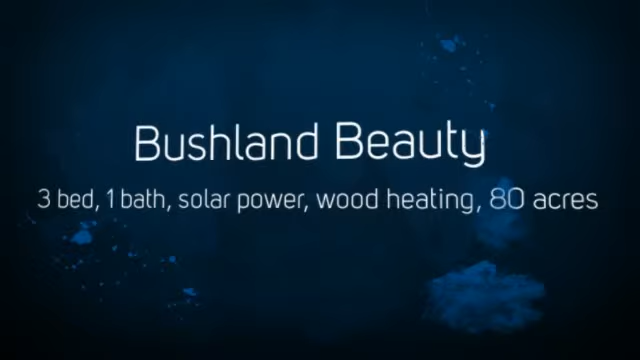 Bushland Beauty
3 bed, 1 bath, solar power, wood heating, 80 acres